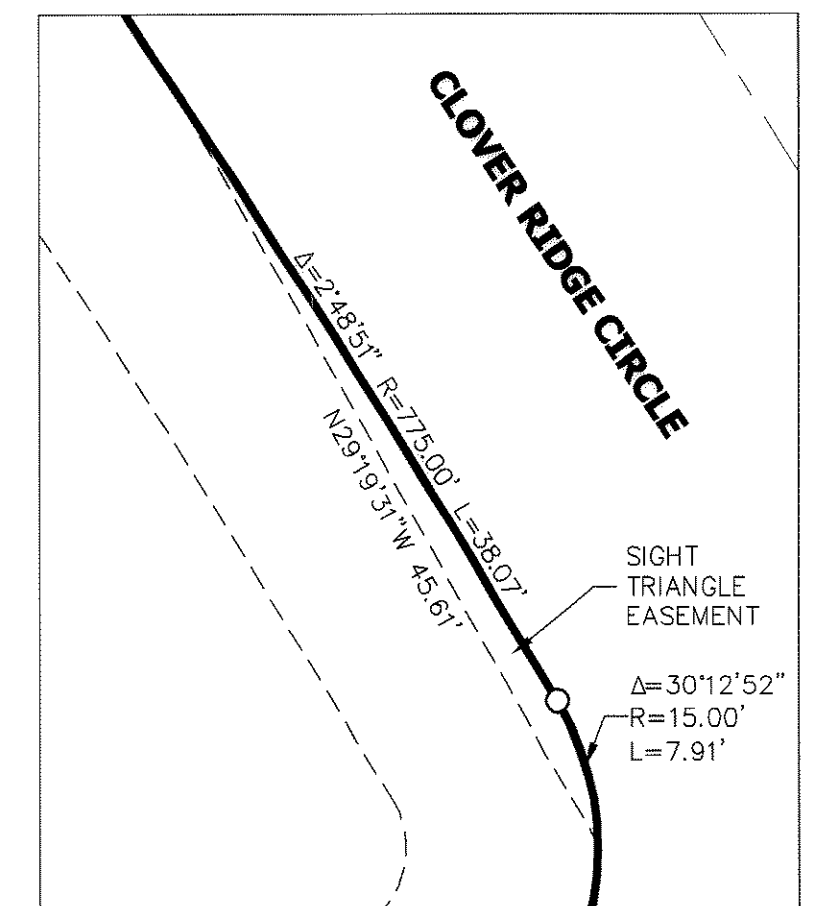 CLOVER RIDGE CIRCLE
Δ=2°48'51" R=775.00' L=38.07'
N29°19'31"W 45.61'
SIGHT
TRIANGLE
EASEMENT
Δ=30°12'52"
R=15.00'
L=7.91'